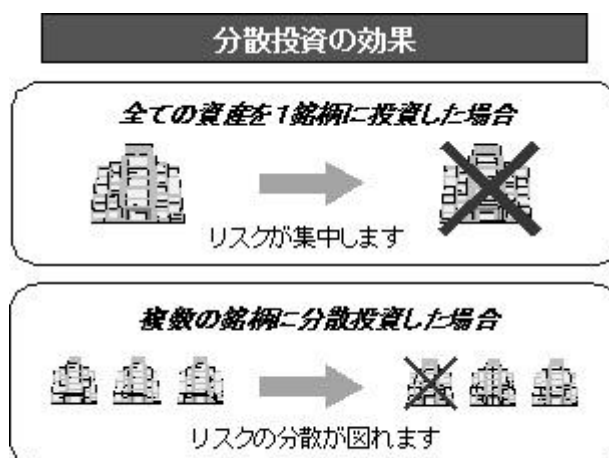 分散投資の効果
全ての資産を1銘柄に投資した場合
リスクが集中します
複数の銘柄に分散投資した場合
リスクの分散が図れます